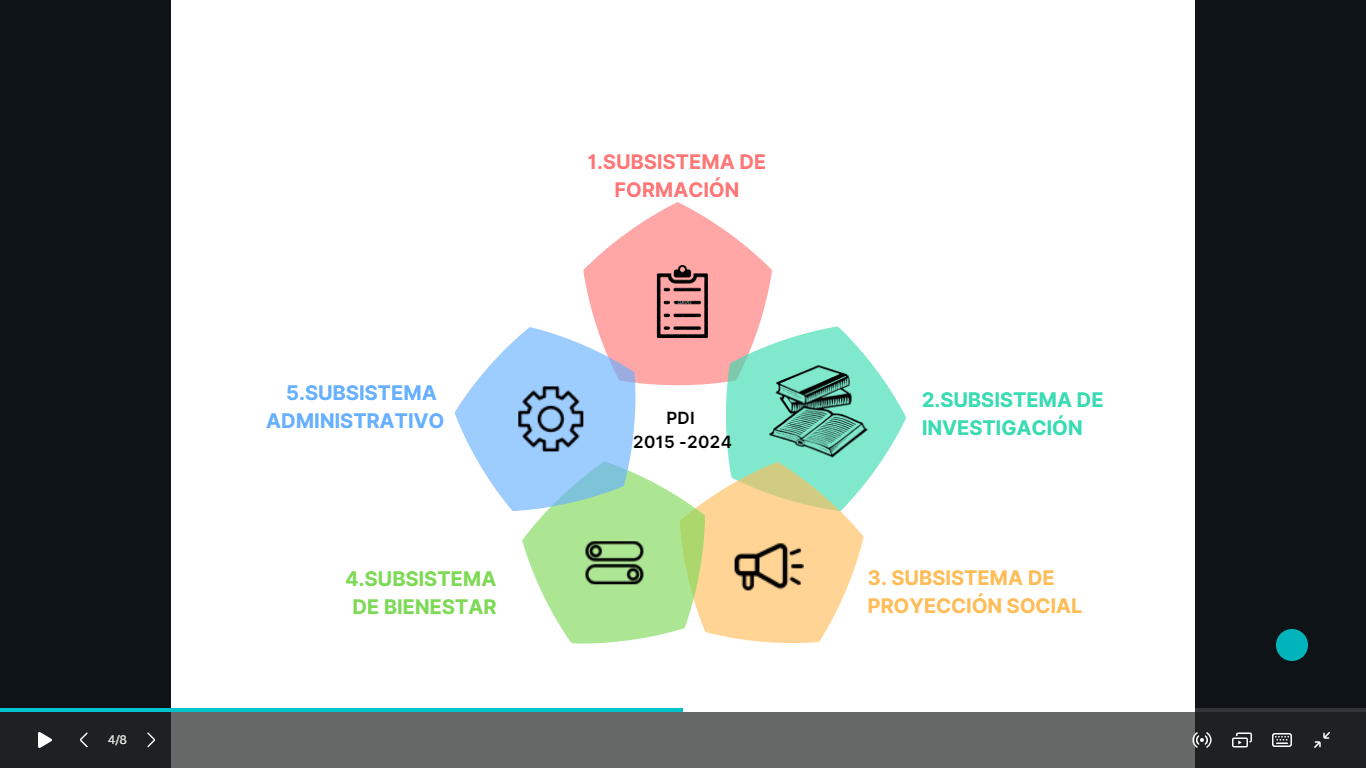 1.SUBSISTEMA DE
FORMACIÓN
5.SUBSISTEMA
ADMINISTRATIVO
PDI
2015 -2024
2.SUBSISTEMA DE
INVESTIGACIÓN
4.SUBSISTEMA
DE BIENESTAR
3. SUBSISTEMA DE
PROYECCIÓN SOCIAL
4/8